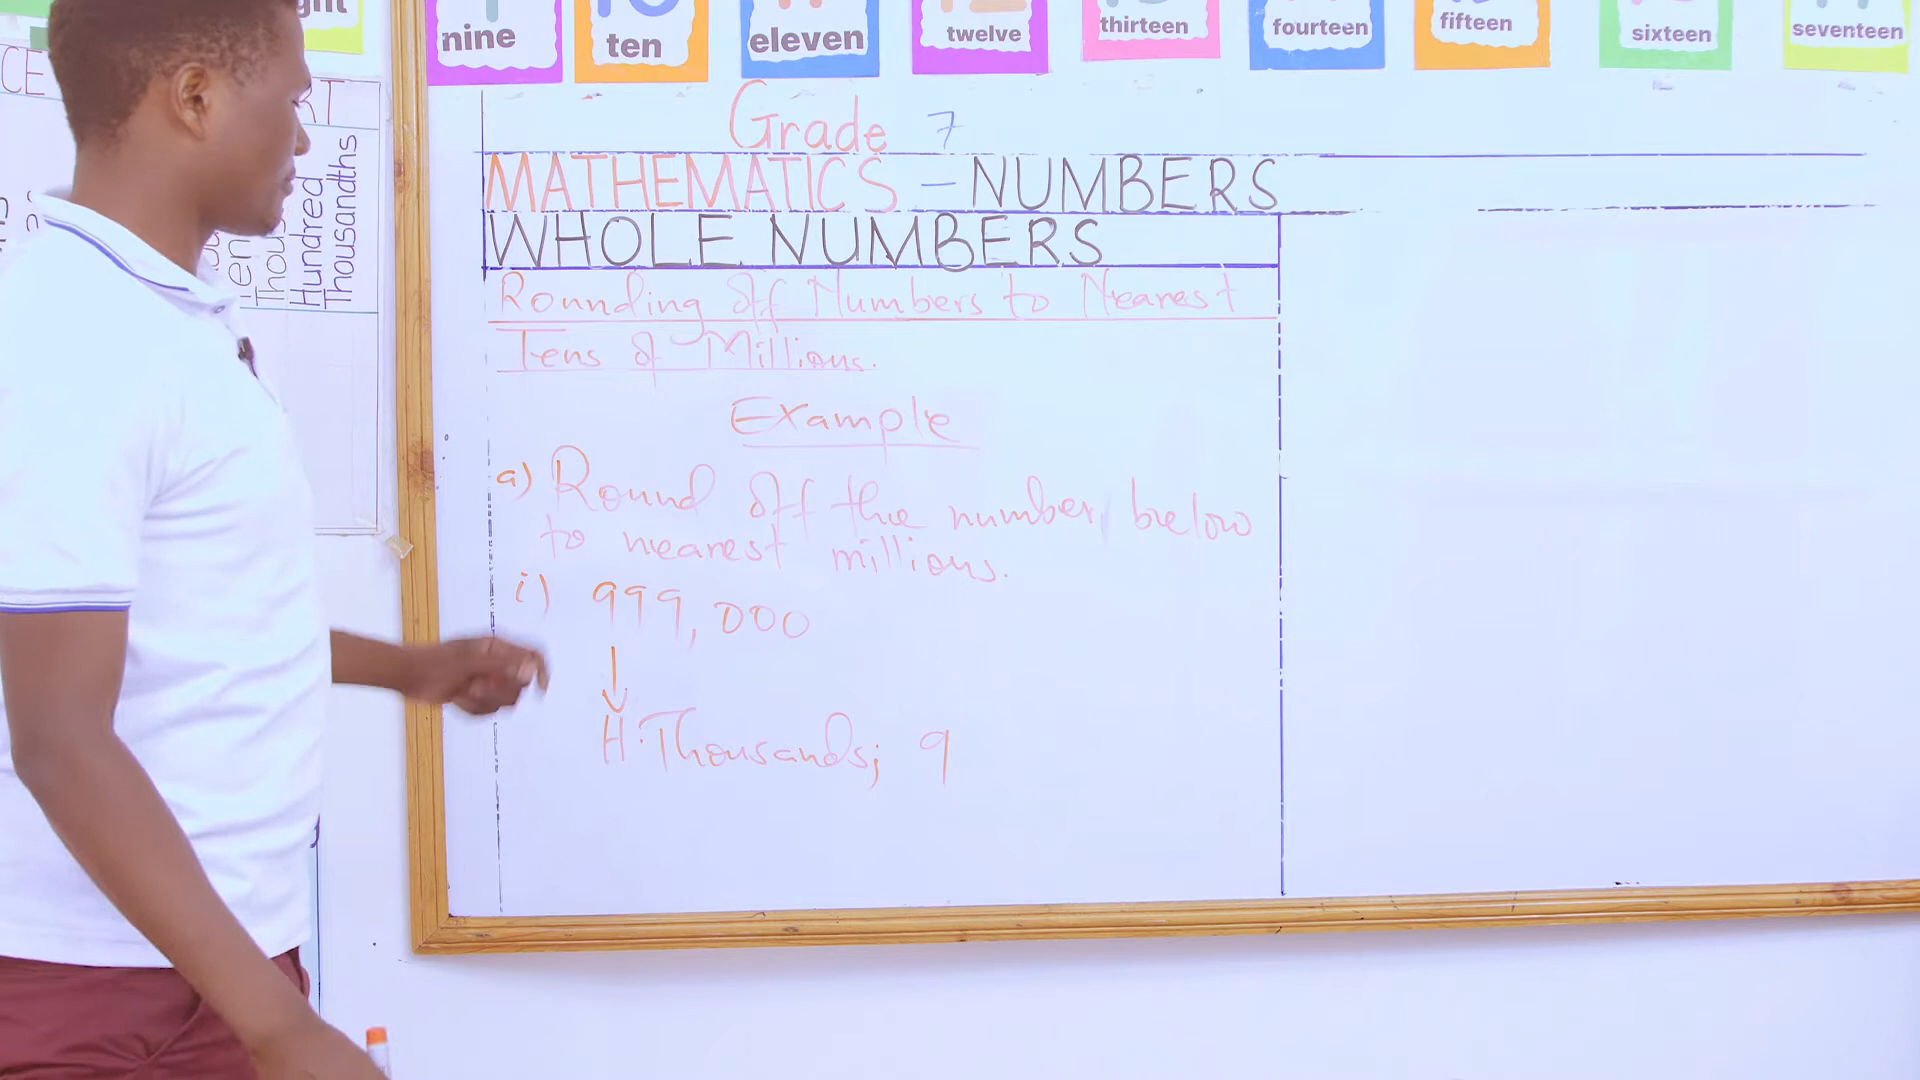 nine
ten
eleven
twelve
thirteen
fourteen
fifteen
sixteen
seventeen
Hundred
Thousandths
Grade 7
MATHEMATICS - NUMBERS
WHOLE NUMBERS
Rounding off Numbers to Nearest
Tens of Millions.
Example
a) Round off the number below
to nearest millions.
i) 999,000
H. Thousands; 9